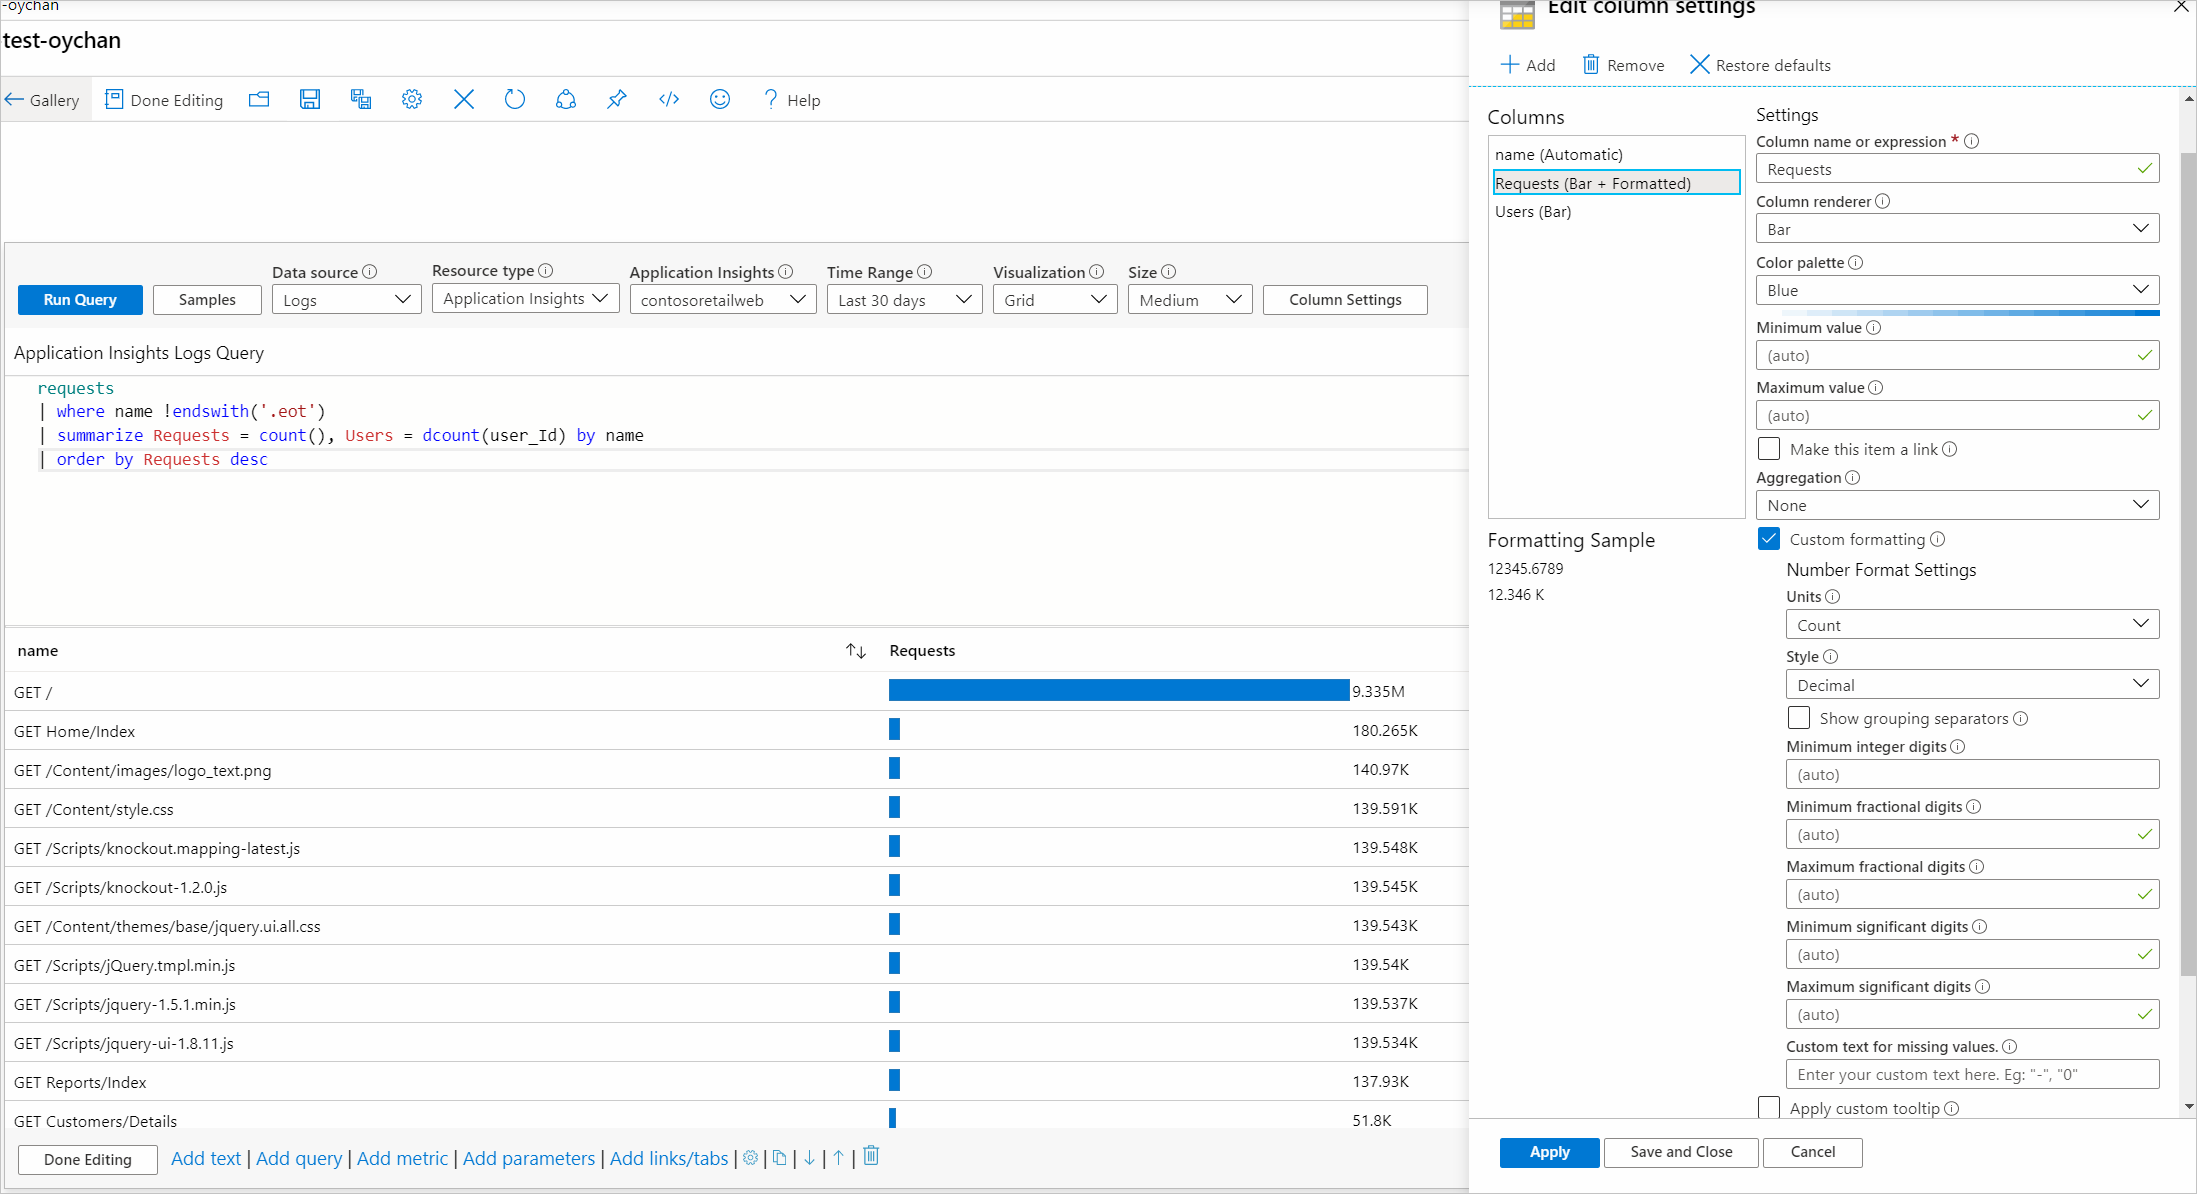 -oychan
test-oychan
Gallery Done Editing Help
Data source Resource type Application Insights Time Range Visualization Size
Run Query Samples Logs Application Insights contosoretailweb Last 30 days Grid Medium Column Settings
Application Insights Logs Query
requests
| where name !endswith('.eot')
| summarize Requests = count(), Users = dcount(user_Id) by name
| order by Requests desc
name Requests
GET / 9.335M
GET Home/Index 180.265K
GET /Content/images/logo_text.png 140.97K
GET /Content/style.css 139.591K
GET /Scripts/knockout.mapping-latest.js 139.548K
GET /Scripts/knockout-1.2.0.js 139.545K
GET /Content/themes/base/jquery.ui.all.css 139.543K
GET /Scripts/jQuery.tmpl.min.js 139.54K
GET /Scripts/jquery-1.5.1.min.js 139.537K
GET /Scripts/jquery-ui-1.8.11.js 139.534K
GET Reports/Index 137.93K
GET Customers/Details 51.8K
Done Editing Add text | Add query | Add metric | Add parameters | Add links/tabs | | | | |
Edit column settings
Add Remove Restore defaults
Columns
name (Automatic)
Requests (Bar + Formatted)
Users (Bar)
Formatting Sample
12345.6789
12.346 K
Settings
Column name or expression *
Requests
Column renderer
Bar
Color palette
Blue
Minimum value
(auto)
Maximum value
(auto)
Make this item a link
Aggregation
None
Custom formatting
Number Format Settings
Units
Count
Style
Decimal
Show grouping separators
Minimum integer digits
(auto)
Minimum fractional digits
(auto)
Maximum fractional digits
(auto)
Minimum significant digits
(auto)
Maximum significant digits
(auto)
Custom text for missing values.
Enter your custom text here. Eg: "-", "0"
Apply custom tooltip
Apply Save and Close Cancel